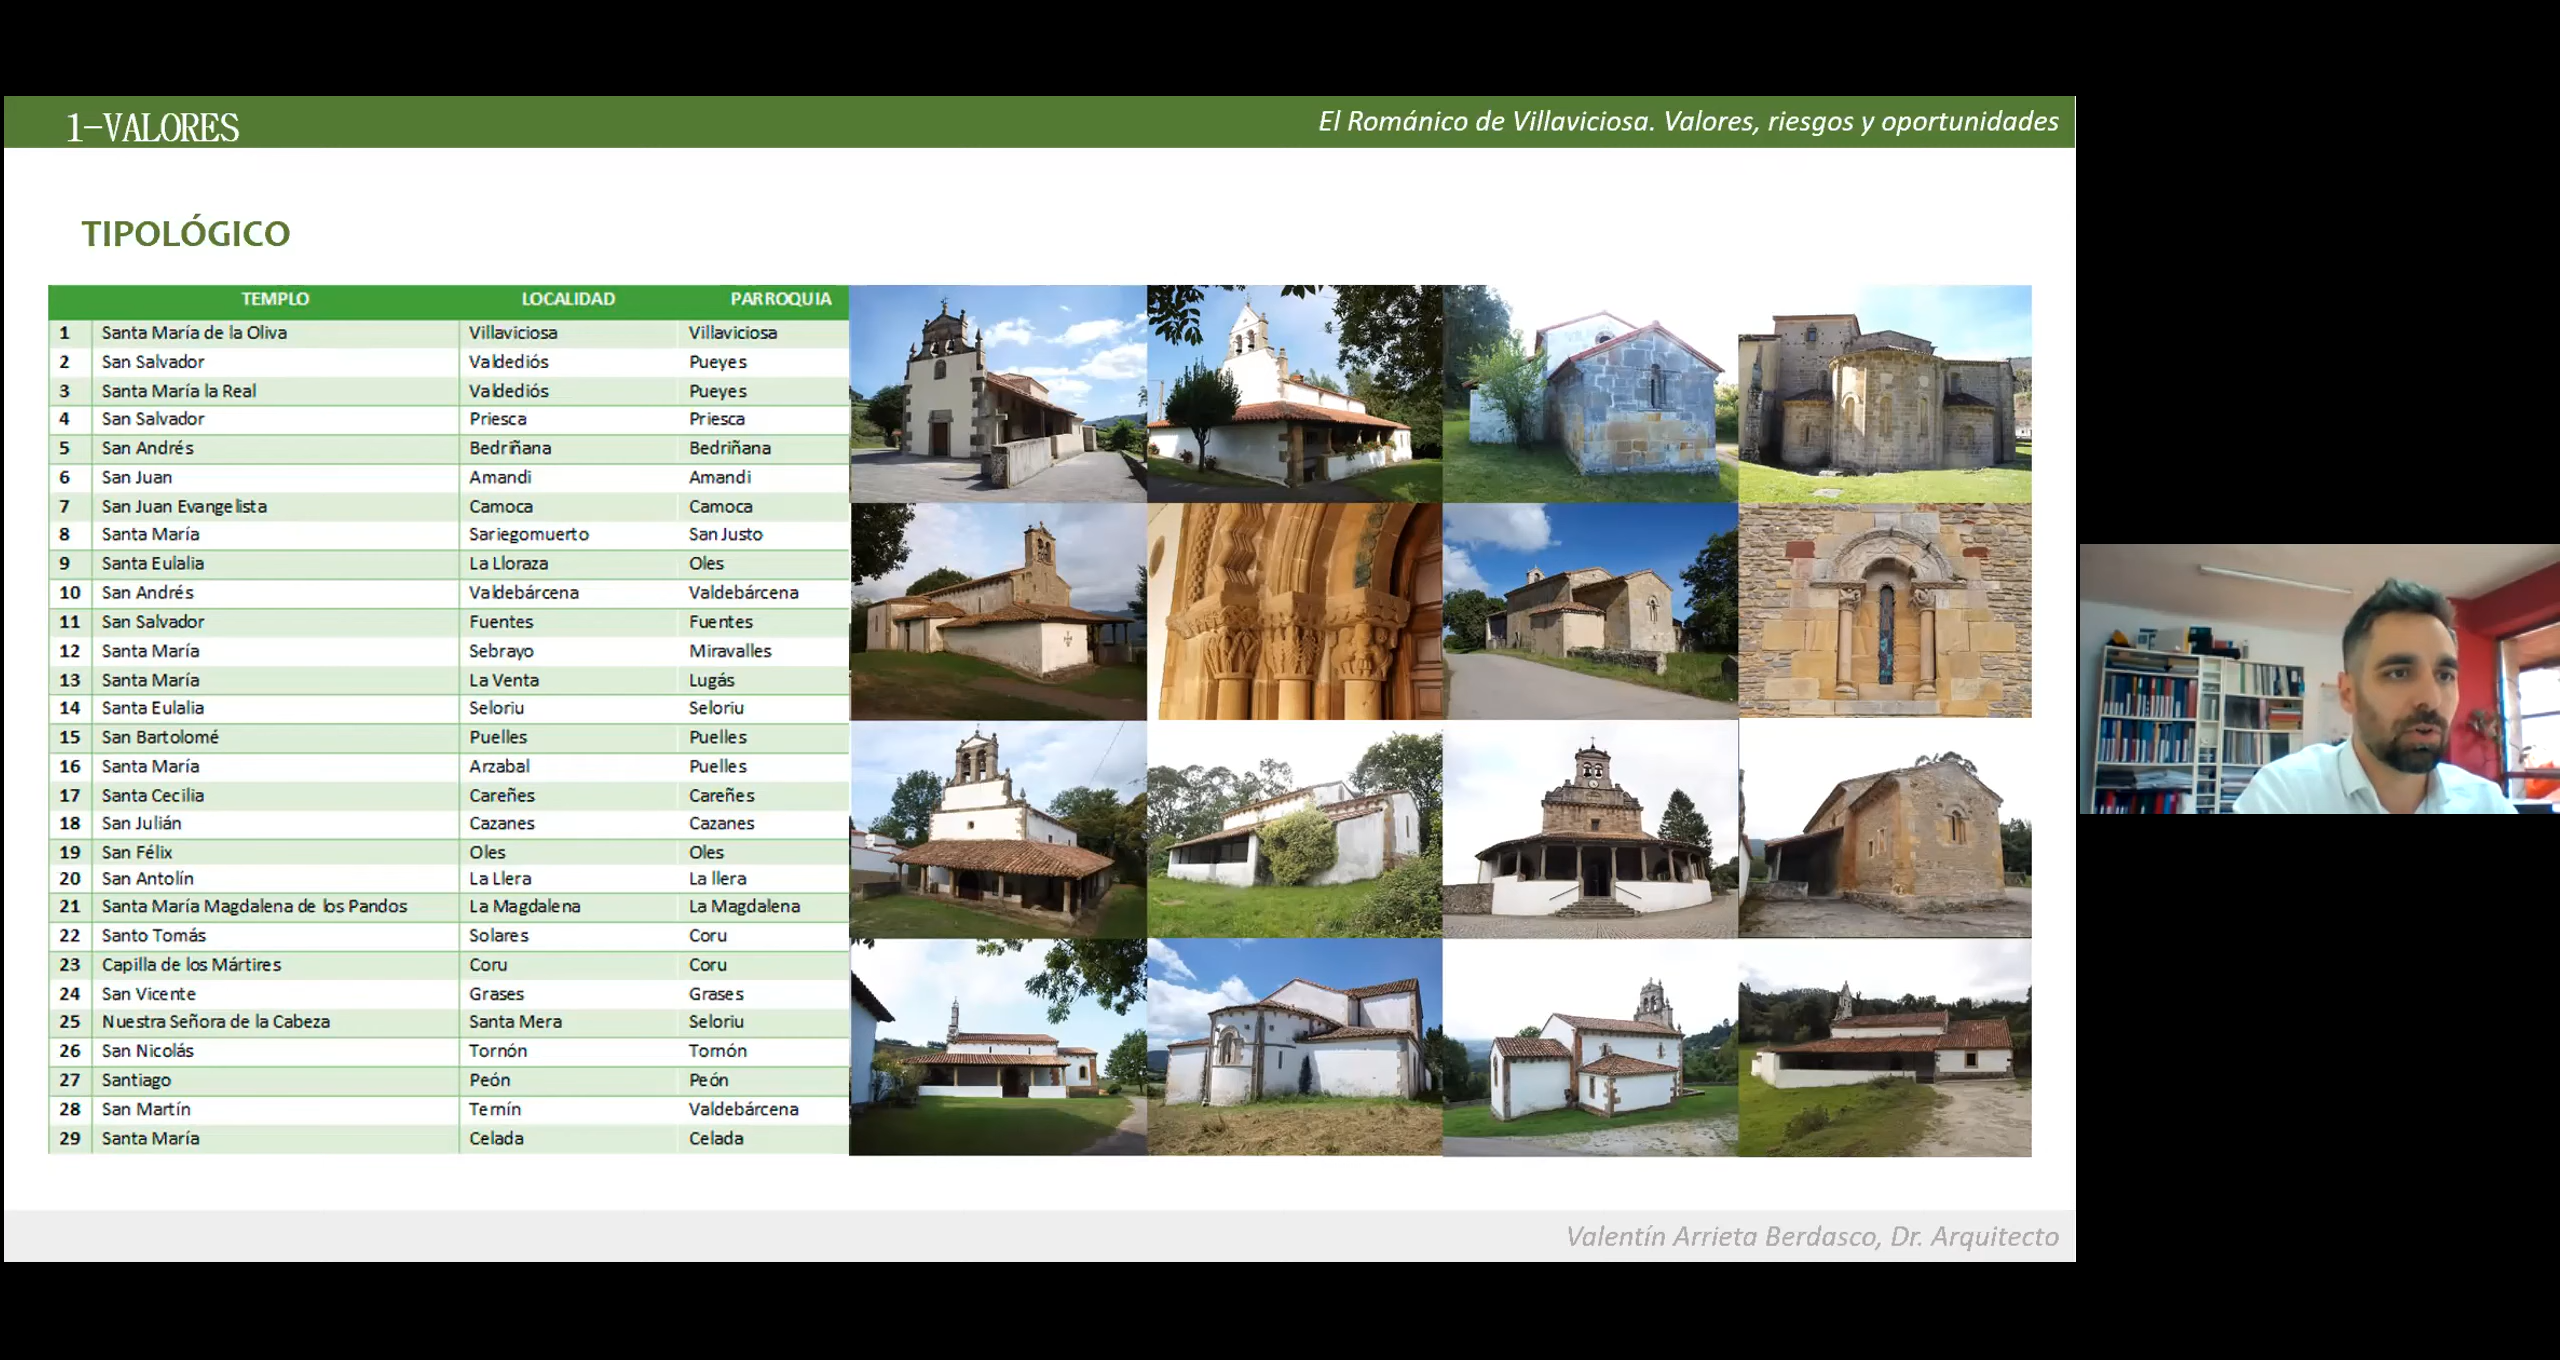 1-VALORES
El Románico de Villaviciosa. Valores, riesgos y oportunidades
TIPOLÓGICO
TEMPLO LOCALIDAD PARROQUIA
1 Santa María de la Oliva Villaviciosa Villaviciosa
2 San Salvador Valdediós Pueyes
3 Santa María la Real Valdediós Pueyes
4 San Salvador Priesca Priesca
5 San Andrés Bedriñana Bedriñana
6 San Juan Amandi Amandi
7 San Juan Evangelista Camoca Camoca
8 Santa María Sariegomuerto San Justo
9 Santa Eulalia La Lloraza Oles
10 San Andrés Valdebárcena Valdebárcena
11 San Salvador Fuentes Fuentes
12 Santa María Sebrayo Miravalles
13 Santa María La Venta Lugás
14 Santa Eulalia Seloriu Seloriu
15 San Bartolomé Puelles Puelles
16 Santa María Arzabal Puelles
17 Santa Cecilia Careñes Careñes
18 San Julián Cazanes Cazanes
19 San Félix Oles Oles
20 San Antolín La Llera La llera
21 Santa María Magdalena de los Pandos La Magdalena La Magdalena
22 Santo Tomás Solares Coru
23 Capilla de los Mártires Coru Coru
24 San Vicente Grases Grases
25 Nuestra Señora de la Cabeza Santa Mera Seloriu
26 San Nicolás Tornón Tornón
27 Santiago Peón Peón
28 San Martín Ternín Valdebárcena
29 Santa María Celada Celada
Valentín Arrieta Berdasco, Dr. Arquitecto